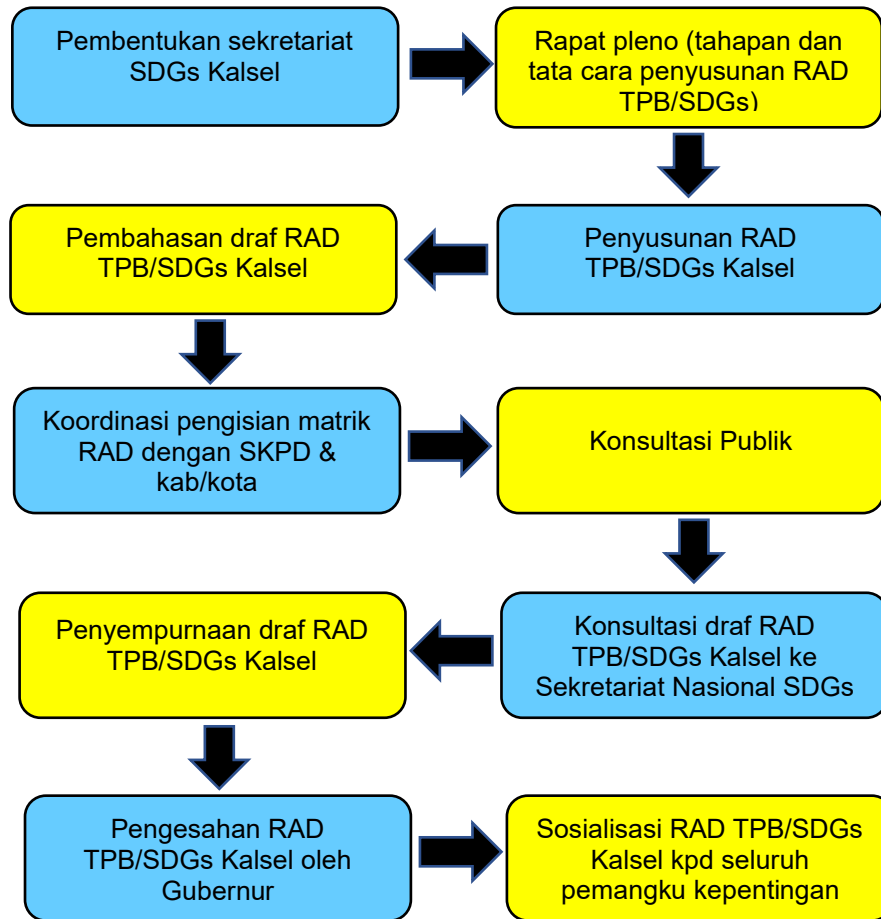 Pembentukan sekretariat
SDGs Kalsel
Rapat pleno (tahapan dan
tata cara penyusunan RAD
TPB/SDGs)
Penyusunan RAD
TPB/SDGs Kalsel
Pembahasan draf RAD
TPB/SDGs Kalsel
Koordinasi pengisian matrik
RAD dengan SKPD &
kab/kota
Konsultasi Publik
Konsultasi draf RAD
TPB/SDGs Kalsel ke
Sekretariat Nasional SDGs
Penyempurnaan draf RAD
TPB/SDGs Kalsel
Pengesahan RAD
TPB/SDGs Kalsel oleh
Gubernur
Sosialisasi RAD TPB/SDGs
Kalsel kpd seluruh
pemangku kepentingan